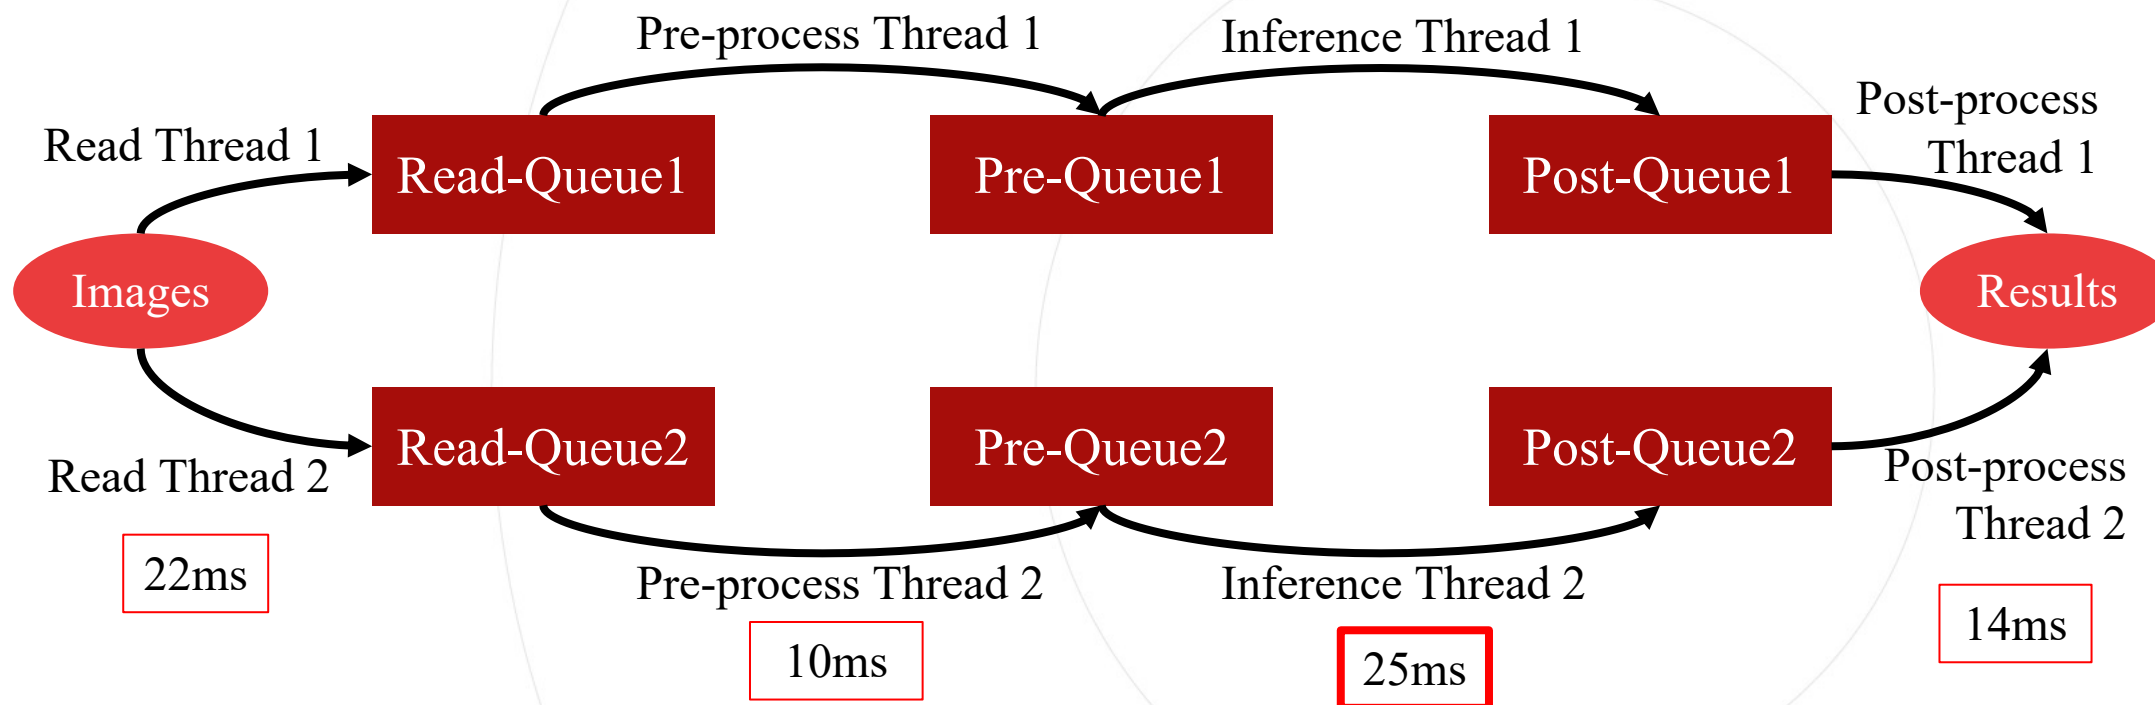 Pre-process Thread 1
Inference Thread 1
Post-process
Thread 1
Read Thread 1
Read-Queue1
Pre-Queue1
Post-Queue1
Images
Results
Read-Queue2
Pre-Queue2
Post-Queue2
Read Thread 2
Post-process
Thread 2
22ms
Pre-process Thread 2
Inference Thread 2
10ms
25ms
14ms